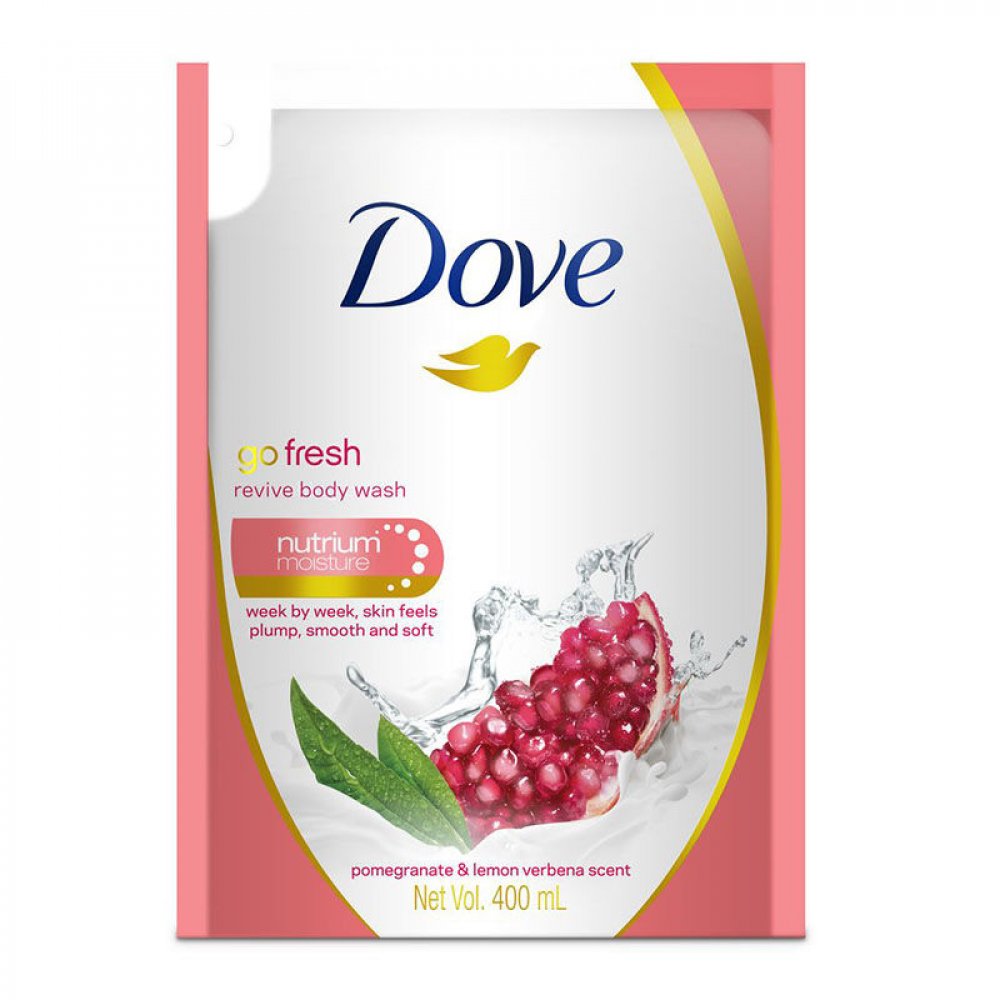 Dove
go fresh
revive body wash
nutrium
moisture
week by week, skin feels
plump, smooth and soft
pomegranate & lemon verbena scent
Net Vol. 400 mL